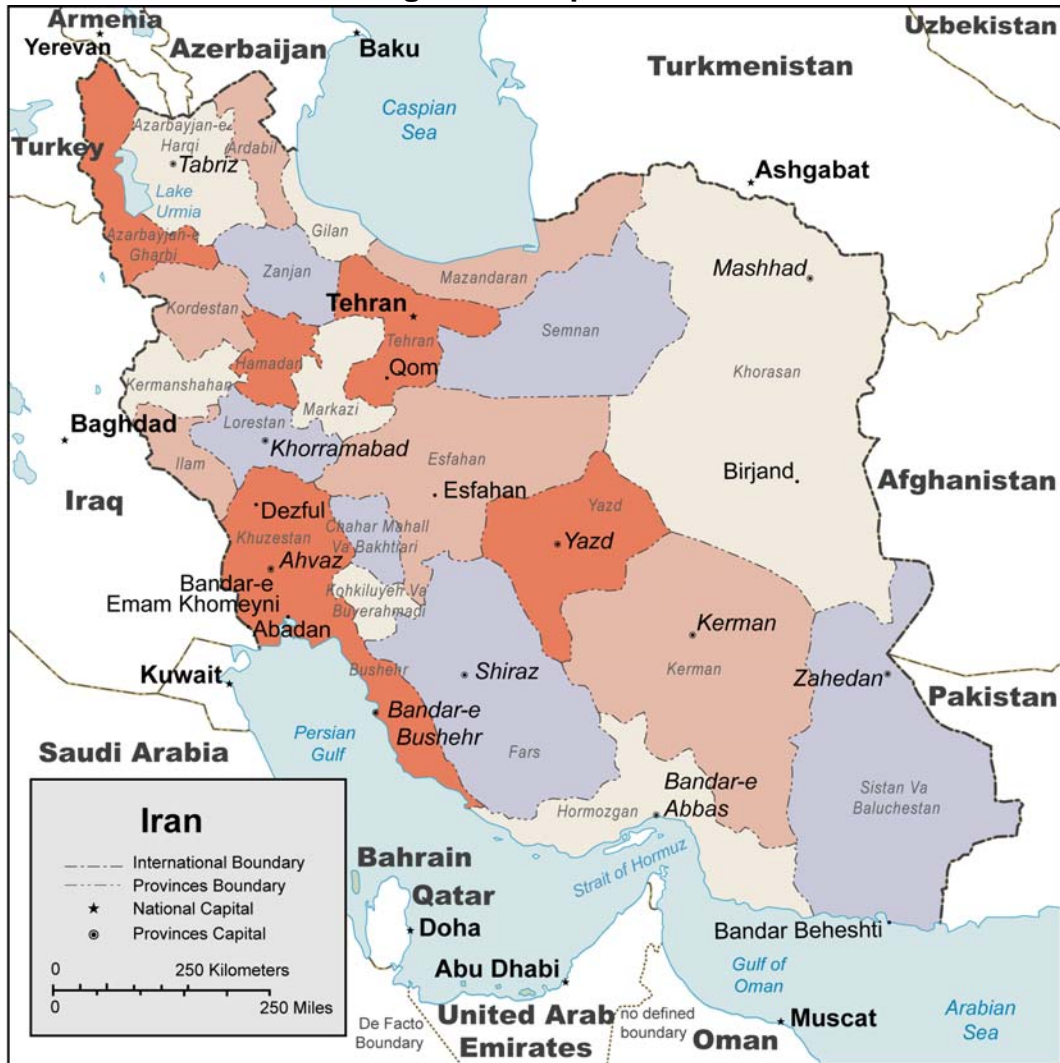 Armenia
Yerevan
Azerbaijan
Baku
Uzbekistan
Turkmenistan
Caspian
Sea
Azarbayjan-e
Harqi
Ardabil
Turkey
Tabriz
Ashgabat
Lake
Urmia
Gilan
Azarbayjan-e
Gharbi
Zanjan
Mazandaran
Mashhad
Kordestan
Tehran
Semnan
Tehran
Hamadan
Qom
Khorasan
Kermanshahan
Markazi
Baghdad
Lorestan
Khorramabad
Ilam
Esfahan
Birjand
Afghanistan
Iraq
Esfahan
Yazd
Dezful
Chahar Mahall
Va Bakhtiari
Khuzestan
Yazd
Ahvaz
Bandar-e
Emam Khomeyni
Kohkiluyeh Va
Buyerahmadi
Abadan
Kerman
Kuwait
Bushehr
Shiraz
Kerman
Zahedan
Pakistan
Bandar-e
Bushehr
Saudi Arabia
Persian
Gulf
Fars
Bandar-e
Abbas
Sistan Va
Baluchestan
Hormozgan
Iran
International Boundary
Provinces Boundary
National Capital
Provinces Capital
0 250 Kilometers
0 250 Miles
Bahrain
Qatar
Strait of Hormuz
Doha
Bandar Beheshti
Abu Dhabi
Gulf of
Oman
De Facto
Boundary
United Arab
Emirates
no defined
boundary
Oman
Muscat
Arabian
Sea